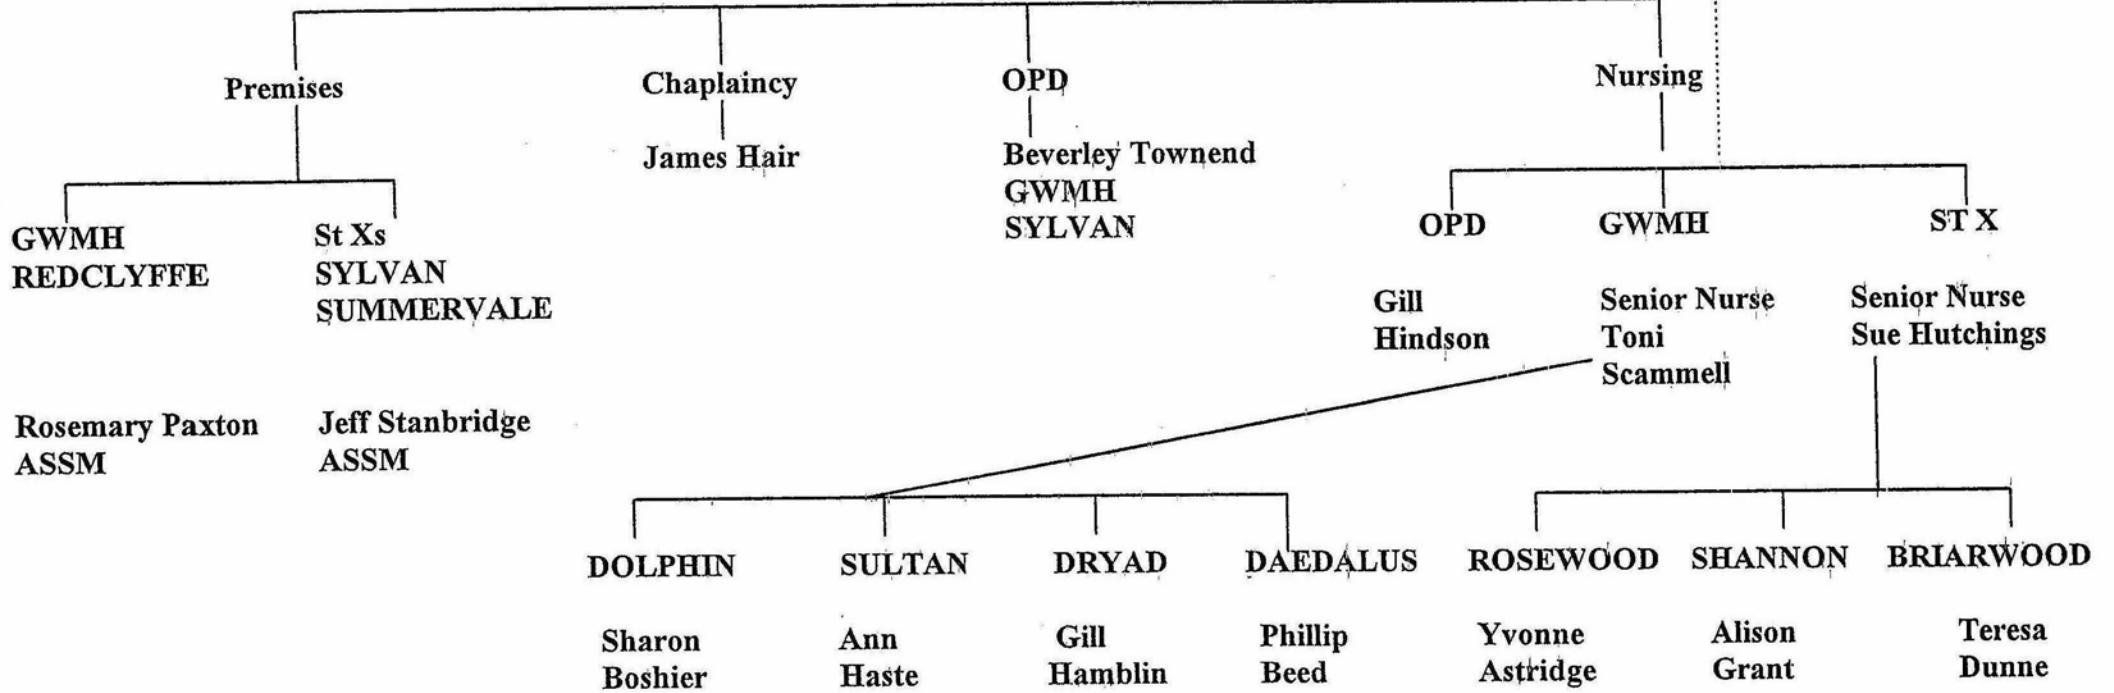 Premises
Chaplaincy
OPD
Nursing
James Hair
Beverley Townend
GWMH
SYLVAN
GWMH
REDCLYFFE
St Xs
SYLVAN
SUMMERVALE
OPD
GWMH
ST X
Gill
Hindson
Senior Nurse
Toni
Scammell
Senior Nurse
Sue Hutchings
Rosemary Paxton
ASSM
Jeff Stanbridge
ASSM
DOLPHIN
SULTAN
DRYAD
DAEDALUS
ROSEWOOD
SHANNON
BRIARWOOD
Sharon
Boshier
Ann
Haste
Gill
Hamblin
Phillip
Beed
Yvonne
Astridge
Alison
Grant
Teresa
Dunne